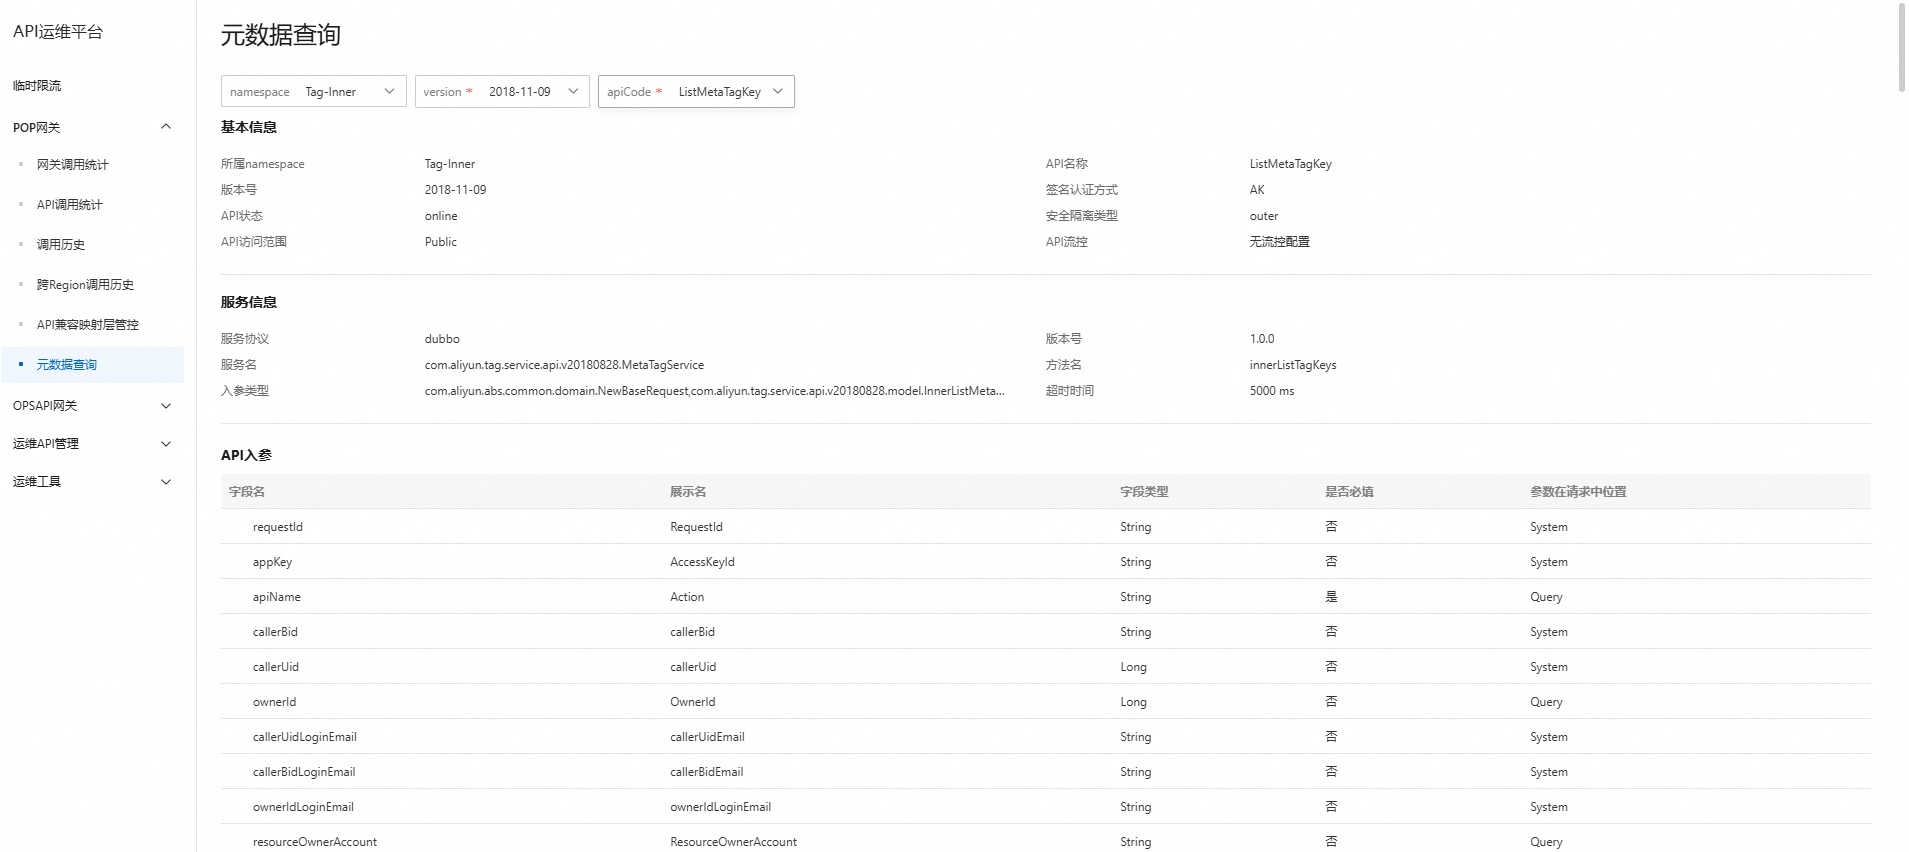 API运维平台
临时限流
POP网关
网关调用统计
API调用统计
调用历史
跨Region调用历史
API兼容映射层管控
元数据查询
OPSAPI网关
运维API管理
运维工具
元数据查询
namespace Tag-Inner version * 2018-11-09 apiCode * ListMetaTagKey
基本信息
所属namespace Tag-Inner API名称 ListMetaTagKey
版本号 2018-11-09 签名认证方式 AK
API状态 online 安全隔离类型 outer
API访问范围 Public API流控 无流控配置
服务信息
服务协议 dubbo 版本号 1.0.0
服务名 com.aliyun.tag.service.api.v20180828.MetaTagService 方法名 innerListTagKeys
入参类型 com.aliyun.abs.common.domain.NewBaseRequest,com.aliyun.tag.service.api.v20180828.model.InnerListMeta... 超时时间 5000 ms
API入参
字段名 展示名 字段类型 是否必填 参数在请求中位置
requestId RequestId String 否 System
appKey AccessKeyId String 否 System
apiName Action String 是 Query
callerBid callerBid String 否 System
callerUid callerUid Long 否 System
ownerId OwnerId Long 否 Query
callerUidLoginEmail callerUidEmail String 否 System
callerBidLoginEmail callerBidEmail String 否 System
ownerIdLoginEmail ownerIdLoginEmail String 否 System
resourceOwnerAccount ResourceOwnerAccount String 否 Query